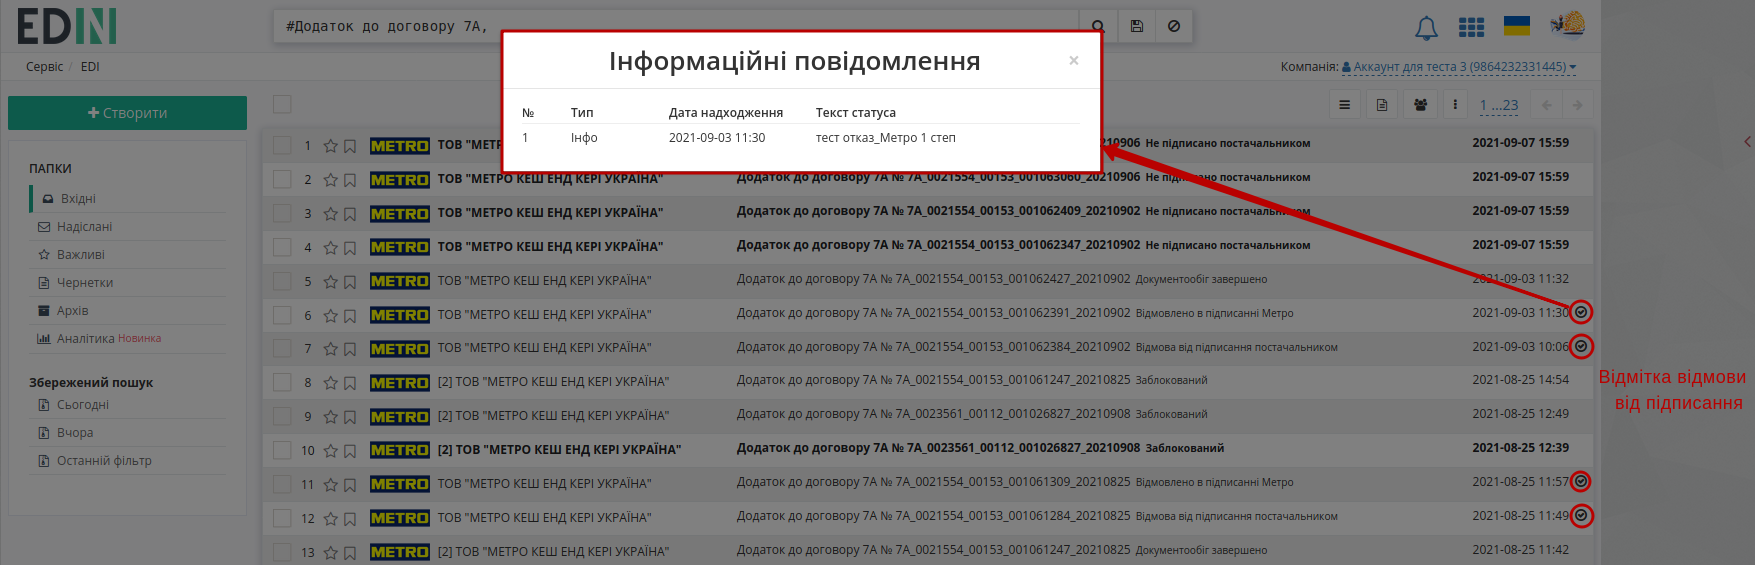 EDIN
#Додаток до договору 7А,
Сервіс / EDI
Компанія: Аккаунт для теста 3 (9864232331445)
Інформаційні повідомлення ×
№ Тип Дата надходження Текст статуса
1 Інфо 2021-09-03 11:30 тест отказ_Метро 1 степ
+ Створити
1 ...23
ПАПКИ
Вхідні
Надіслані
Важливі
Чернетки
Архів
Аналітика Новинка
Збережений пошук
Сьогодні
Вчора
Останній фільтр
1 METRO ТОВ "МЕТР 0906 Не підписано постачальником 2021-09-07 15:59
2 METRO ТОВ "МЕТРО КЕШ ЕНД КЕРІ УКРАЇНА" Додаток до договору 7А № 7А_0021554_00153_001063060_20210906 Не підписано постачальником 2021-09-07 15:59
3 METRO ТОВ "МЕТРО КЕШ ЕНД КЕРІ УКРАЇНА" Додаток до договору 7А № 7А_0021554_00153_001062409_20210902 Не підписано постачальником 2021-09-07 15:59
4 METRO ТОВ "МЕТРО КЕШ ЕНД КЕРІ УКРАЇНА" Додаток до договору 7А № 7А_0021554_00153_001062347_20210902 Не підписано постачальником 2021-09-07 15:59
5 METRO ТОВ "МЕТРО КЕШ ЕНД КЕРІ УКРАЇНА" Додаток до договору 7А № 7А_0021554_00153_001062427_20210902 Документообіг завершено 2021-09-03 11:32
6 METRO ТОВ "МЕТРО КЕШ ЕНД КЕРІ УКРАЇНА" Додаток до договору 7А № 7А_0021554_00153_001062391_20210902 Відмовлено в підписанні Метро 2021-09-03 11:30
7 METRO ТОВ "МЕТРО КЕШ ЕНД КЕРІ УКРАЇНА" Додаток до договору 7А № 7А_0021554_00153_001062384_20210902 Відмова від підписання постачальником 2021-09-03 10:06
8 METRO [2] ТОВ "МЕТРО КЕШ ЕНД КЕРІ УКРАЇНА" Додаток до договору 7А № 7А_0021554_00153_001061247_20210825 Заблокований 2021-08-25 14:54
9 METRO [2] ТОВ "МЕТРО КЕШ ЕНД КЕРІ УКРАЇНА" Додаток до договору 7А № 7А_0023561_00112_001026827_20210908 Заблокований 2021-08-25 12:49
10 METRO [2] ТОВ "МЕТРО КЕШ ЕНД КЕРІ УКРАЇНА" Додаток до договору 7А № 7А_0023561_00112_001026827_20210908 Заблокований 2021-08-25 12:39
11 METRO ТОВ "МЕТРО КЕШ ЕНД КЕРІ УКРАЇНА" Додаток до договору 7А № 7А_0021554_00153_001061309_20210825 Відмовлено в підписанні Метро 2021-08-25 11:57
12 METRO ТОВ "МЕТРО КЕШ ЕНД КЕРІ УКРАЇНА" Додаток до договору 7А № 7А_0021554_00153_001061284_20210825 Відмова від підписання постачальником 2021-08-25 11:49
13 METRO [2] ТОВ "МЕТРО КЕШ ЕНД КЕРІ УКРАЇНА" Додаток до договору 7А № 7А_0021554_00153_001061247_20210825 Документообіг завершено 2021-08-25 11:42
Відмітка відмови
від підписання